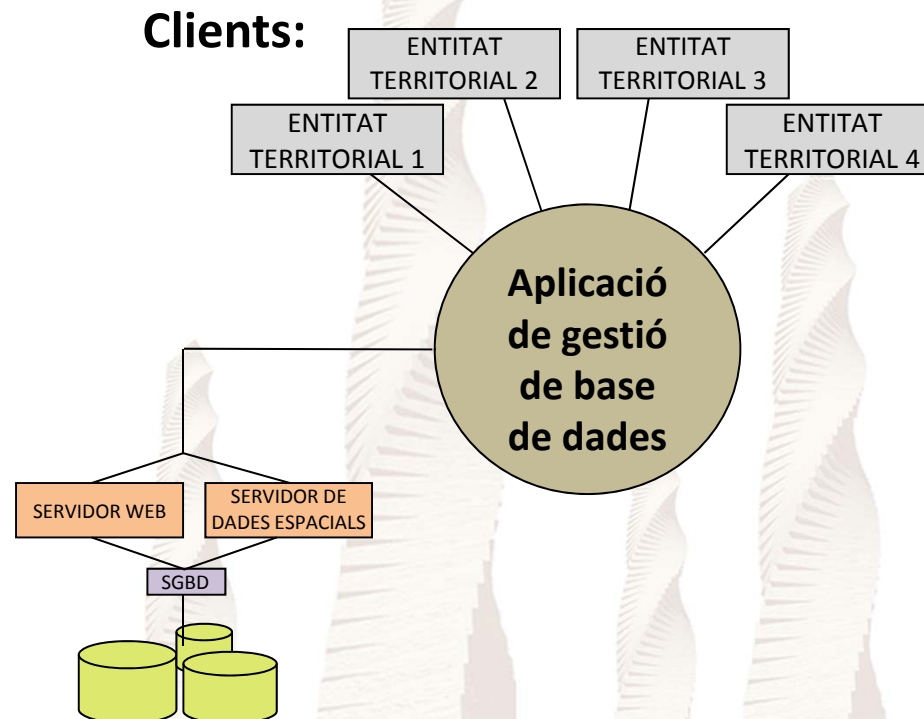 Clients:
ENTITAT
TERRITORIAL 2
ENTITAT
TERRITORIAL 3
ENTITAT
TERRITORIAL 1
ENTITAT
TERRITORIAL 4
Aplicació
de gestió
de base
de dades
SERVIDOR WEB
SERVIDOR DE
DADES ESPACIALS
SGBD